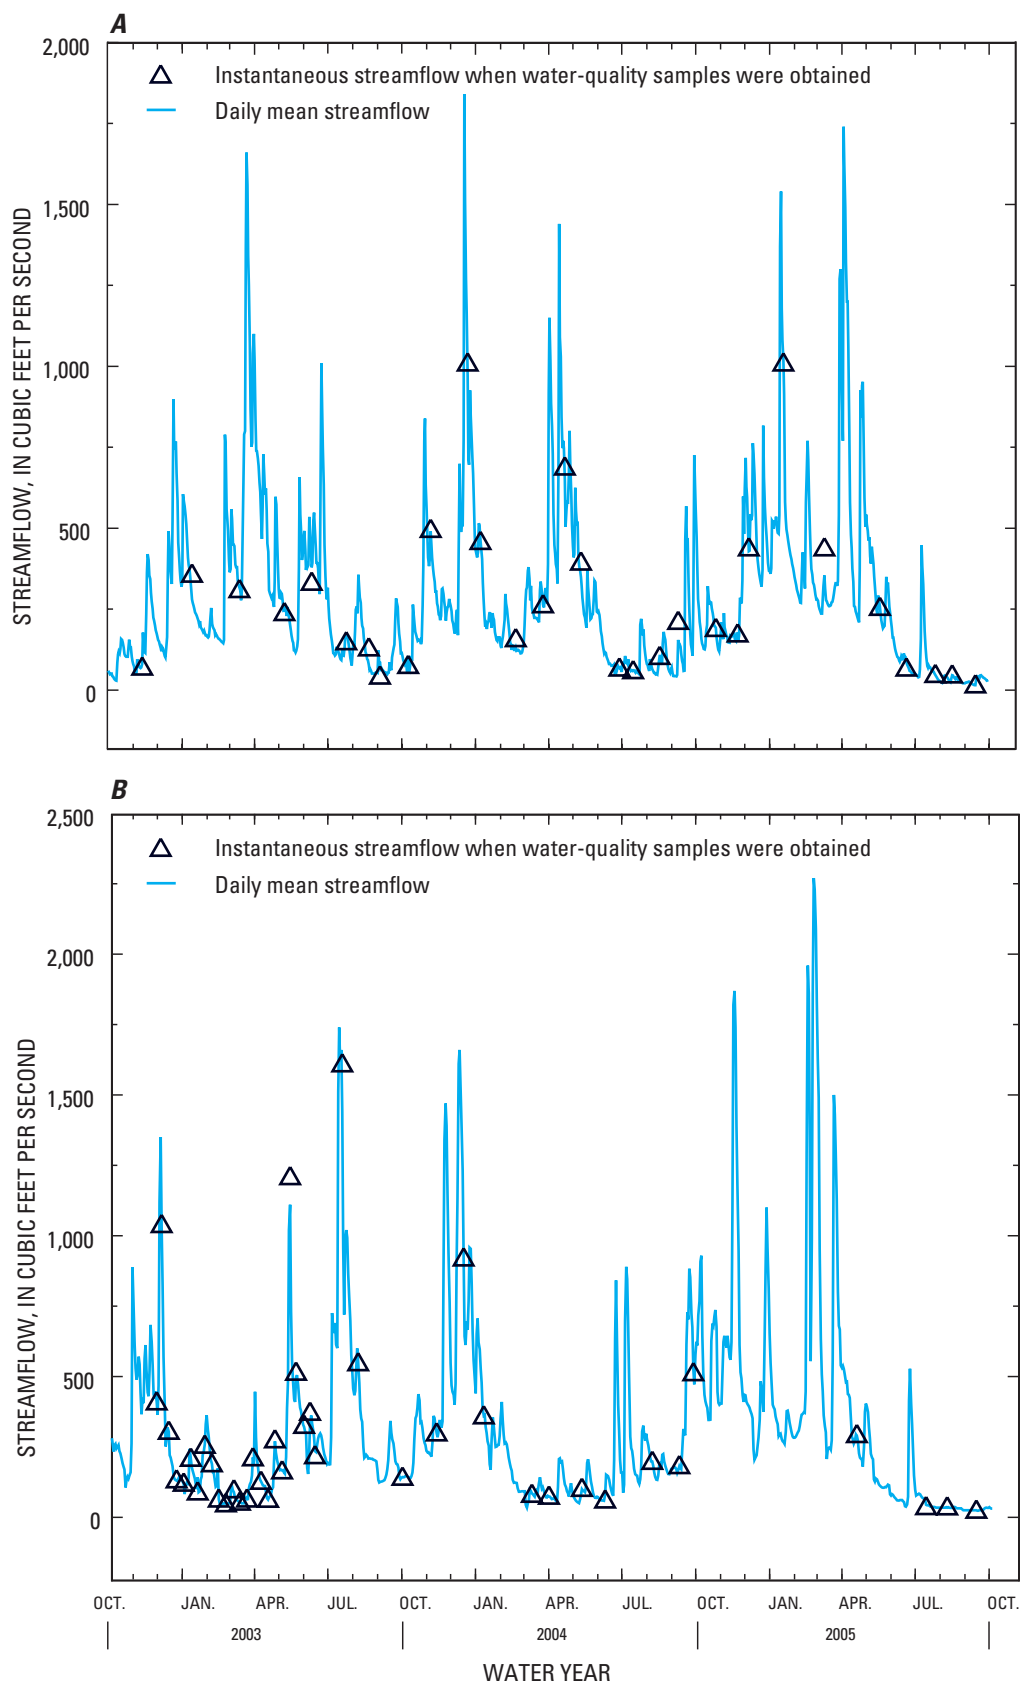 A
2,000
Instantaneous streamflow when water-quality samples were obtained
Daily mean streamflow
1,500
1,000
500
0
STREAMFLOW, IN CUBIC FEET PER SECOND
B
2,500
Instantaneous streamflow when water-quality samples were obtained
Daily mean streamflow
2,000
1,500
1,000
500
0
STREAMFLOW, IN CUBIC FEET PER SECOND
OCT. JAN. APR. JUL. OCT. JAN. APR. JUL. OCT. JAN. APR. JUL. OCT.
2003 2004 2005
WATER YEAR